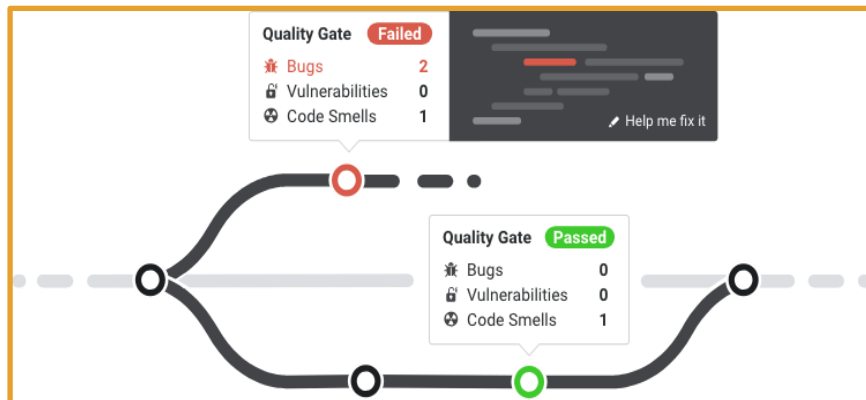 Quality Gate Failed
Bugs 2
Vulnerabilities 0
Code Smells 1
Help me fix it
Quality Gate Passed
Bugs 0
Vulnerabilities 0
Code Smells 1